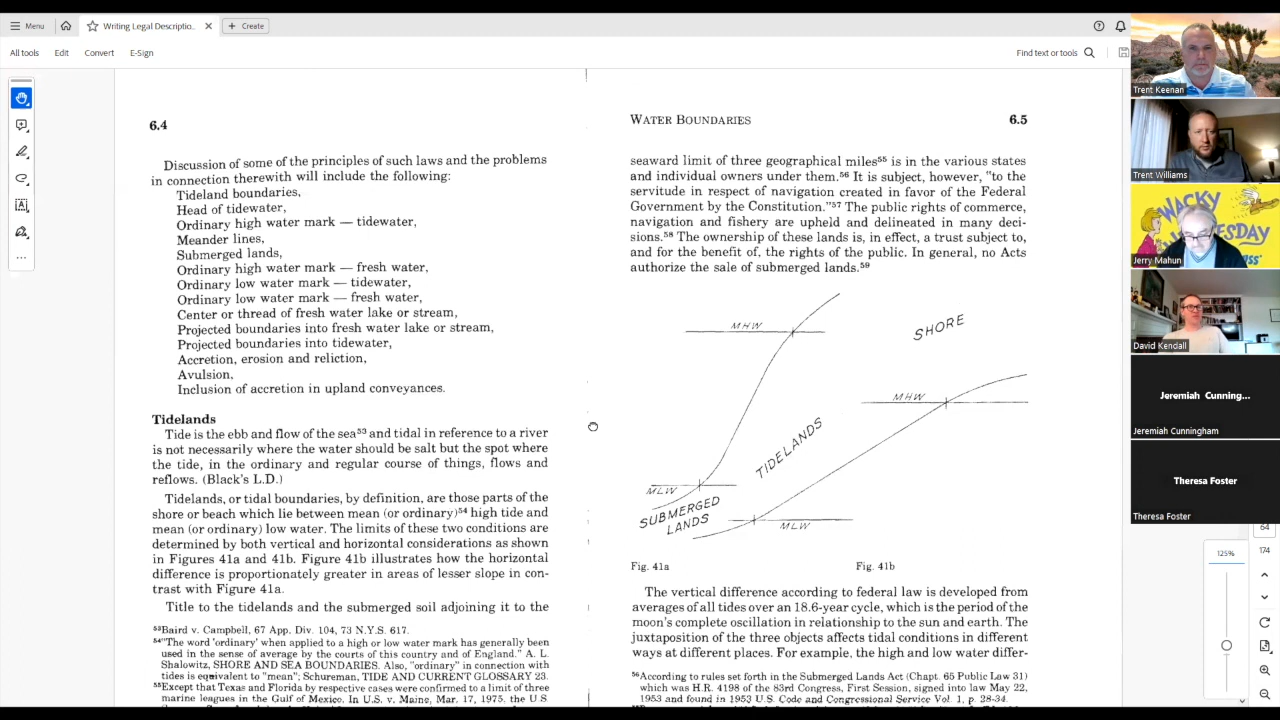 Menu
Writing Legal Descriptio...
Create
All tools
Edit
Convert
E-Sign
Find text or tools
6.4
Discussion of some of the principles of such laws and the problems
in connection therewith will include the following:
Tideland boundaries,
Head of tidewater,
Ordinary high water mark — tidewater,
Meander lines,
Submerged lands,
Ordinary high water mark — fresh water,
Ordinary low water mark — tidewater,
Ordinary low water mark — fresh water,
Center or thread of fresh water lake or stream,
Projected boundaries into fresh water lake or stream,
Projected boundaries into tidewater,
Accretion, erosion and reliction,
Avulsion,
Inclusion of accretion in upland conveyances.
Tidelands
Tide is the ebb and flow of the sea⁵³ and tidal in reference to a river
is not necessarily where the water should be salt but the spot where
the tide, in the ordinary and regular course of things, flows and
reflows. (Black's L.D.)
Tidelands, or tidal boundaries, by definition, are those parts of the
shore or beach which lie between mean (or ordinary)⁵⁴ high tide and
mean (or ordinary) low water. The limits of these two conditions are
determined by both vertical and horizontal considerations as shown
in Figures 41a and 41b. Figure 41b illustrates how the horizontal
difference is proportionately greater in areas of lesser slope in con-
trast with Figure 41a.
Title to the tidelands and the submerged soil adjoining it to the
⁵³Baird v. Campbell, 67 App. Div. 104, 73 N.Y.S. 617.
⁵⁴"The word 'ordinary' when applied to a high or low water mark has generally been
used in the sense of average by the courts of this country and of England." A. L.
Shalowitz, SHORE AND SEA BOUNDARIES. Also, "ordinary" in connection with
tides is equivalent to "mean"; Schureman, TIDE AND CURRENT GLOSSARY 23.
⁵⁵Except that Texas and Florida by respective cases were confirmed to a limit of three
marine leagues in the Gulf of Mexico. In U.S. v. Maine, Mar. 17, 1975, the U.S.
WATER BOUNDARIES
6.5
seaward limit of three geographical miles⁵⁵ is in the various states
and individual owners under them.⁵⁶ It is subject, however, "to the
servitude in respect of navigation created in favor of the Federal
Government by the Constitution."⁵⁷ The public rights of commerce,
navigation and fishery are upheld and delineated in many deci-
sions.⁵⁸ The ownership of these lands is, in effect, a trust subject to,
and for the benefit of, the rights of the public. In general, no Acts
authorize the sale of submerged lands.⁵⁹
MHW
SHORE
MHW
TIDELANDS
MLW
SUBMERGED
LANDS
MLW
Fig. 41a
Fig. 41b
The vertical difference according to federal law is developed from
averages of all tides over an 18.6-year cycle, which is the period of the
moon's complete oscillation in relationship to the sun and earth. The
juxtaposition of the three objects affects tidal conditions in different
ways at different places. For example, the high and low water differ-
⁵⁶According to rules set forth in the Submerged Lands Act (Chapt. 65 Public Law 31)
which was H.R. 4198 of the 83rd Congress, First Session, signed into law May 22,
1953 and found in 1953 U.S. Code and Congressional Service Vol. 1, p. 28-34.
64
174
125%
Trent Keenan
Trent Williams
WACKY
WEDNESDAY
Jerry Mahun
David Kendall
Jeremiah Cunning...
Jeremiah Cunningham
Theresa Foster
Theresa Foster